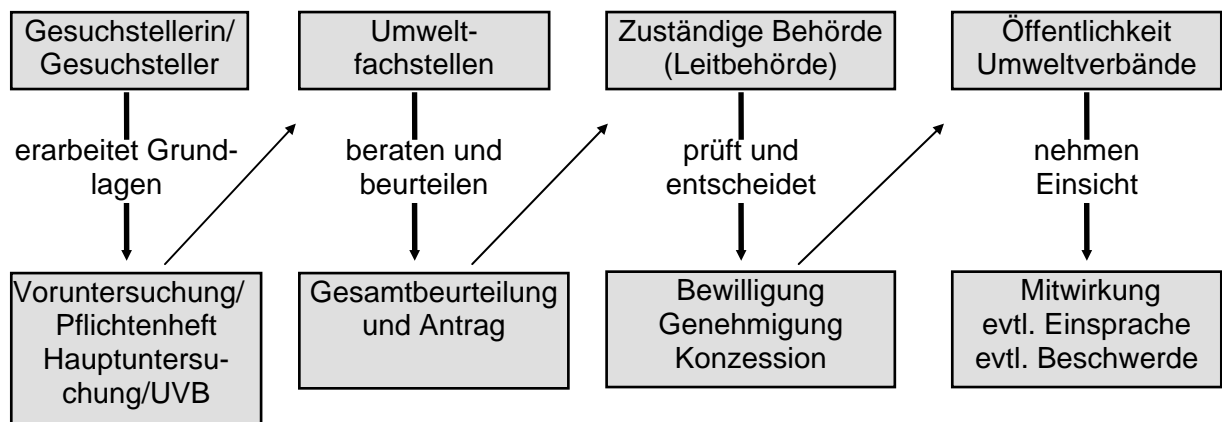 Gesuchstellerin/
Gesuchsteller
Umwelt-
fachstellen
Zuständige Behörde
(Leitbehörde)
Öffentlichkeit
Umweltverbände
erarbeitet Grund-
lagen
beraten und
beurteilen
prüft und
entscheidet
nehmen
Einsicht
Voruntersuchung/
Pflichtenheft
Hauptuntersu-
chung/UVB
Gesamtbeurteilung
und Antrag
Bewilligung
Genehmigung
Konzession
Mitwirkung
evtl. Einsprache
evtl. Beschwerde